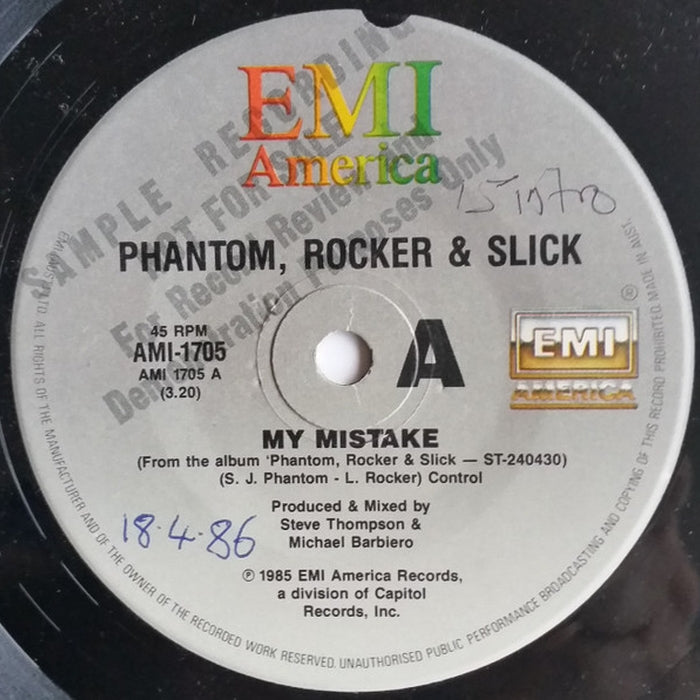 EMI
America
SAMPLE RECORDING
NOT FOR SALE
For Record Review and
Demonstration Purposes Only
15 intro
PHANTOM, ROCKER & SLICK
45 RPM
AMI-1705
AMI 1705 A
(3.20)
A
®
EMI
AMERICA
MY MISTAKE
(From the album 'Phantom, Rocker & Slick — ST-240430)
(S. J. Phantom - L. Rocker) Control
Produced & Mixed by
Steve Thompson &
Michael Barbiero
18.4.86
℗ 1985 EMI America Records,
a division of Capitol
Records, Inc.
LTD. ALL RIGHTS OF THE MANUFACTURER AND OF THE OWNER OF THE RECORDED WORK RESERVED. UNAUTHORISED PUBLIC PERFORMANCE BROADCASTING AND COPYING OF THIS RECORD PROHIBITED. MADE IN AUST.